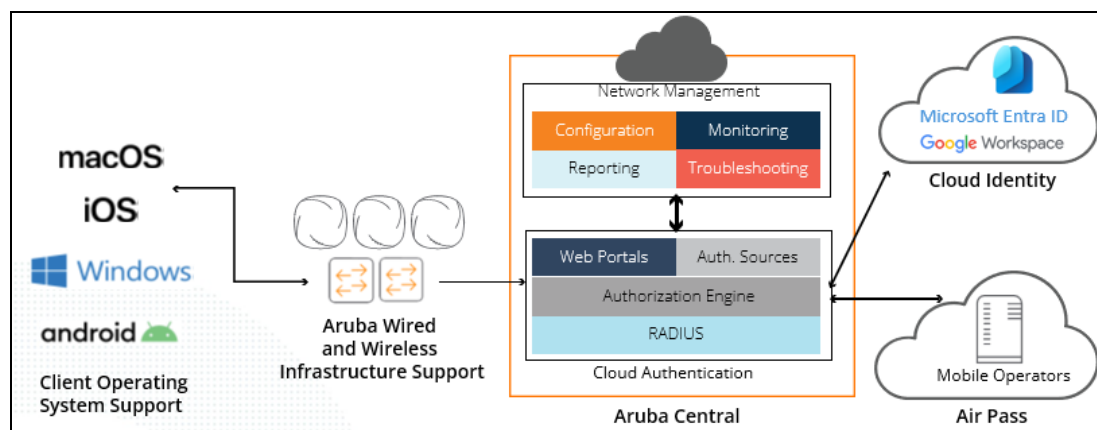 macOS
iOS
Windows
android
Client Operating
System Support
Aruba Wired
and Wireless
Infrastructure Support
Network Management
Configuration
Monitoring
Reporting
Troubleshooting
Web Portals
Auth. Sources
Authorization Engine
RADIUS
Cloud Authentication
Aruba Central
Microsoft Entra ID
Google Workspace
Cloud Identity
Mobile Operators
Air Pass